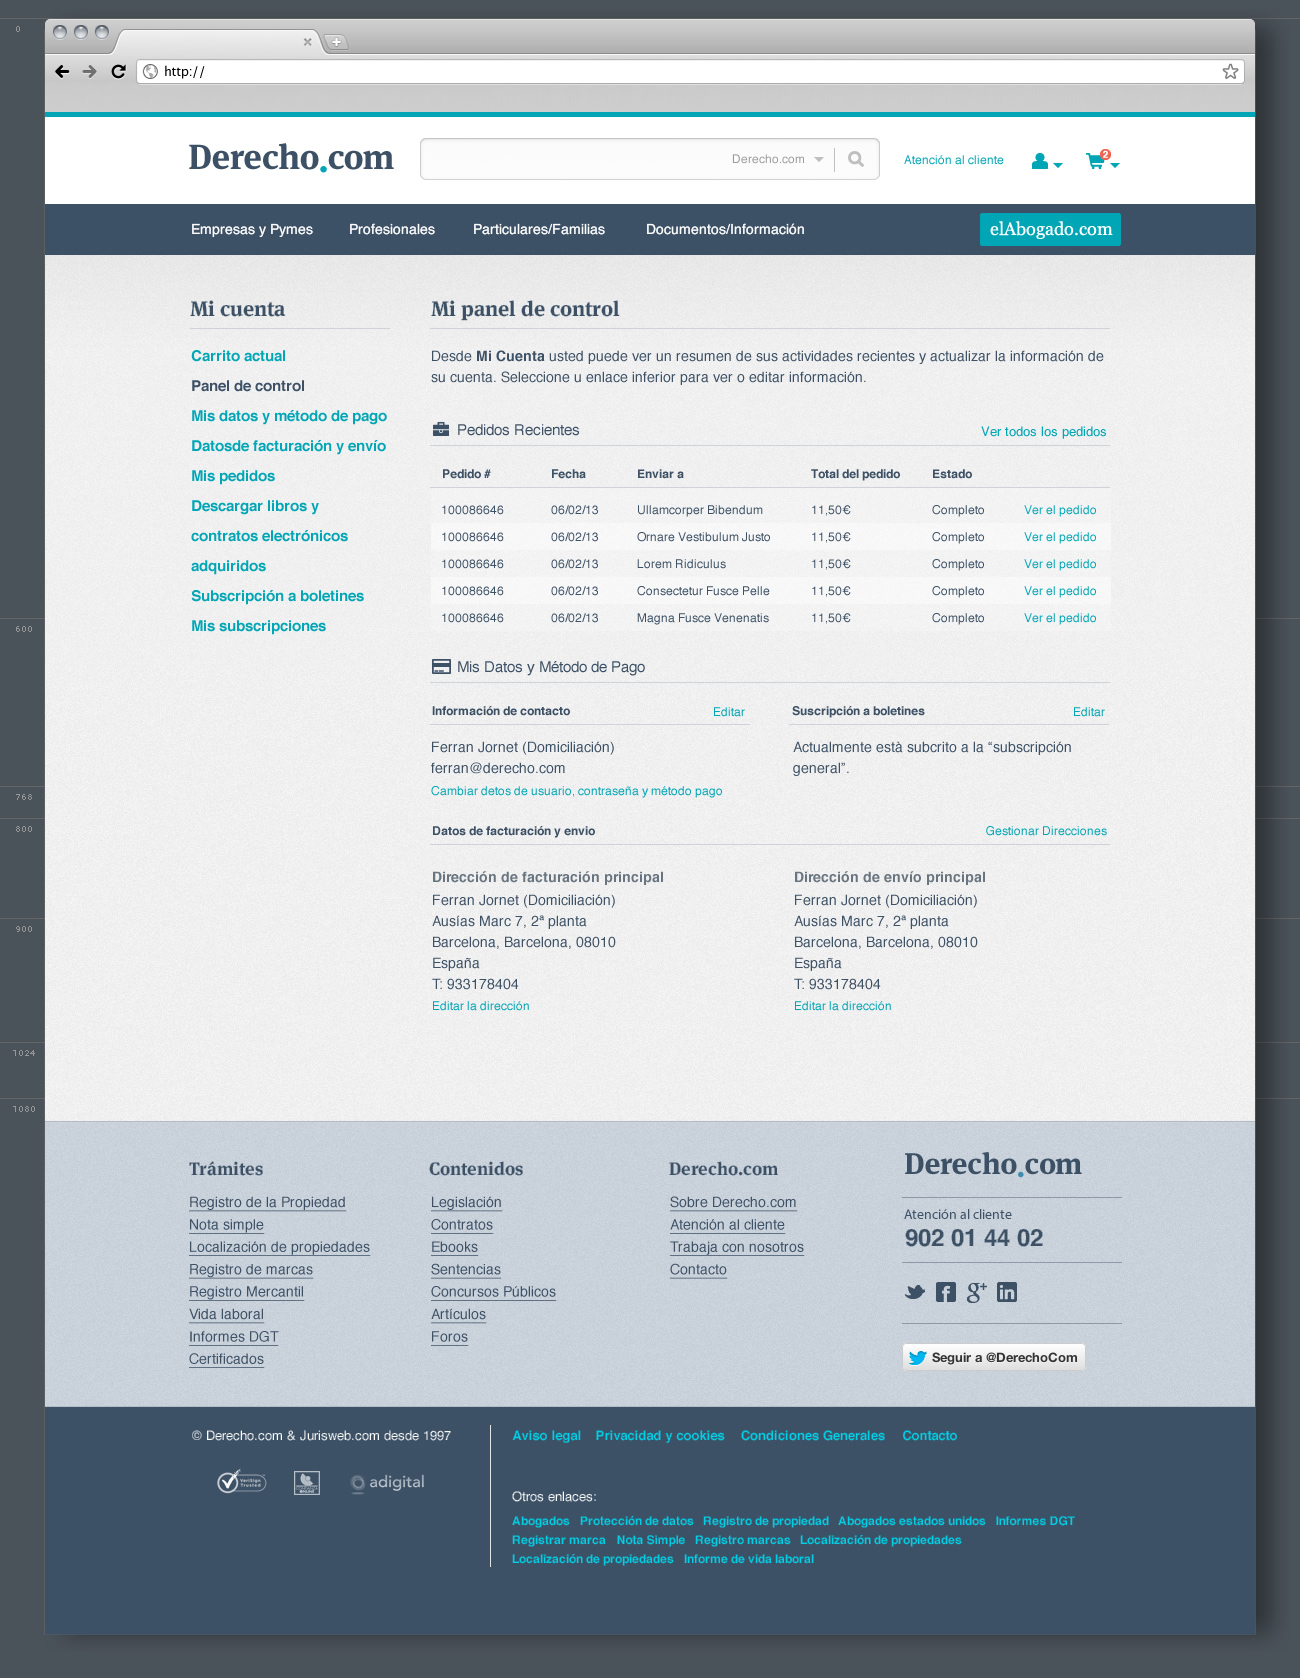 0
http://
Derecho.com
Derecho.com
Atención al cliente
2
Empresas y Pymes
Profesionales
Particulares/Familias
Documentos/Información
elAbogado.com
Mi cuenta
Carrito actual
Panel de control
Mis datos y método de pago
Datosde facturación y envío
Mis pedidos
Descargar libros y
contratos electrónicos
adquiridos
Subscripción a boletines
Mis subscripciones
Mi panel de control
Desde Mi Cuenta usted puede ver un resumen de sus actividades recientes y actualizar la información de
su cuenta. Seleccione u enlace inferior para ver o editar información.
Pedidos Recientes
Ver todos los pedidos
Pedido # Fecha Enviar a Total del pedido Estado
100086646 06/02/13 Ullamcorper Bibendum 11,50€ Completo Ver el pedido
100086646 06/02/13 Ornare Vestibulum Justo 11,50€ Completo Ver el pedido
100086646 06/02/13 Lorem Ridiculus 11,50€ Completo Ver el pedido
100086646 06/02/13 Consectetur Fusce Pelle 11,50€ Completo Ver el pedido
100086646 06/02/13 Magna Fusce Venenatis 11,50€ Completo Ver el pedido
600
Mis Datos y Método de Pago
Información de contacto
Editar
Ferran Jornet (Domiciliación)
ferran@derecho.com
Cambiar detos de usuario, contraseña y método pago
Suscripción a boletines
Editar
Actualmente està subcrito a la “subscripción
general”.
768
800
Datos de facturación y envio
Gestionar Direcciones
Dirección de facturación principal
Ferran Jornet (Domiciliación)
Ausías Marc 7, 2ª planta
Barcelona, Barcelona, 08010
España
T: 933178404
Editar la dirección
Dirección de envío principal
Ferran Jornet (Domiciliación)
Ausías Marc 7, 2ª planta
Barcelona, Barcelona, 08010
España
T: 933178404
Editar la dirección
900
1024
1080
Trámites
Registro de la Propiedad
Nota simple
Localización de propiedades
Registro de marcas
Registro Mercantil
Vida laboral
Informes DGT
Certificados
Contenidos
Legislación
Contratos
Ebooks
Sentencias
Concursos Públicos
Artículos
Foros
Derecho.com
Sobre Derecho.com
Atención al cliente
Trabaja con nosotros
Contacto
Derecho.com
Atención al cliente
902 01 44 02
Seguir a @DerechoCom
© Derecho.com & Jurisweb.com desde 1997
VeriSign
Trusted
adigital
Aviso legal Privacidad y cookies Condiciones Generales Contacto
Otros enlaces:
Abogados Protección de datos Registro de propiedad Abogados estados unidos Informes DGT
Registrar marca Nota Simple Registro marcas Localización de propiedades
Localización de propiedades Informe de vida laboral